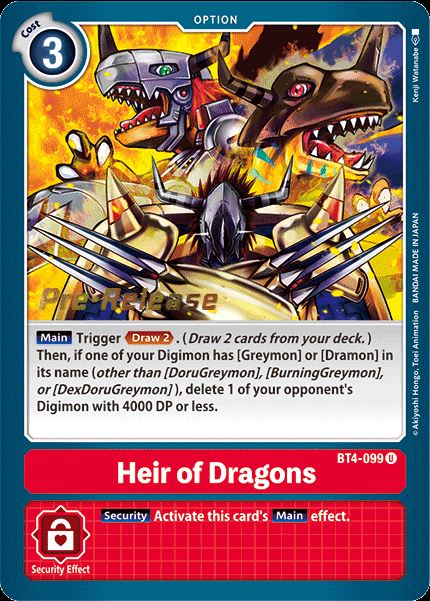 OPTION
Cost
3
Kenji Watanabe
Pre-Release
Main Trigger Draw 2. (Draw 2 cards from your deck.)
Then, if one of your Digimon has [Greymon] or [Dramon] in
its name (other than [DoruGreymon], [BurningGreymon],
or [DexDoruGreymon]), delete 1 of your opponent's
Digimon with 4000 DP or less.
©Akiyoshi Hongo, Toei Animation BANDAI MADE IN JAPAN
BT4-099 U
Heir of Dragons
Security Activate this card's Main effect.
Security Effect